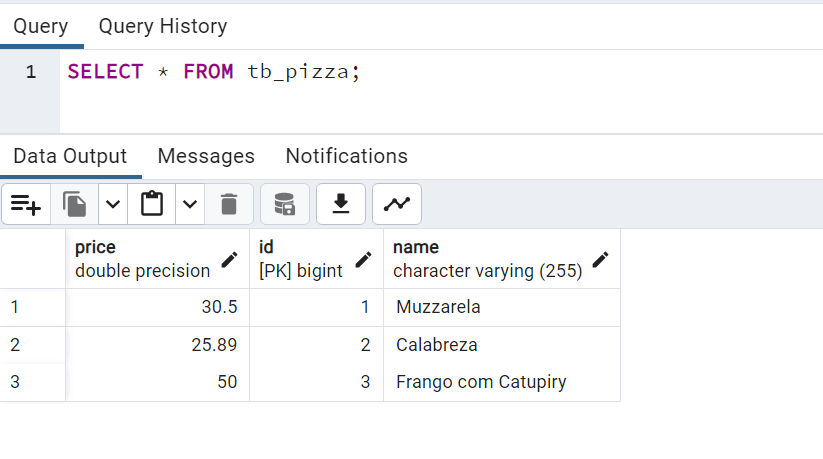 Query Query History
1 SELECT * FROM tb_pizza;
Data Output Messages Notifications
price id name
double precision [PK] bigint character varying (255)
1 30.5 1 Muzzarela
2 25.89 2 Calabreza
3 50 3 Frango com Catupiry